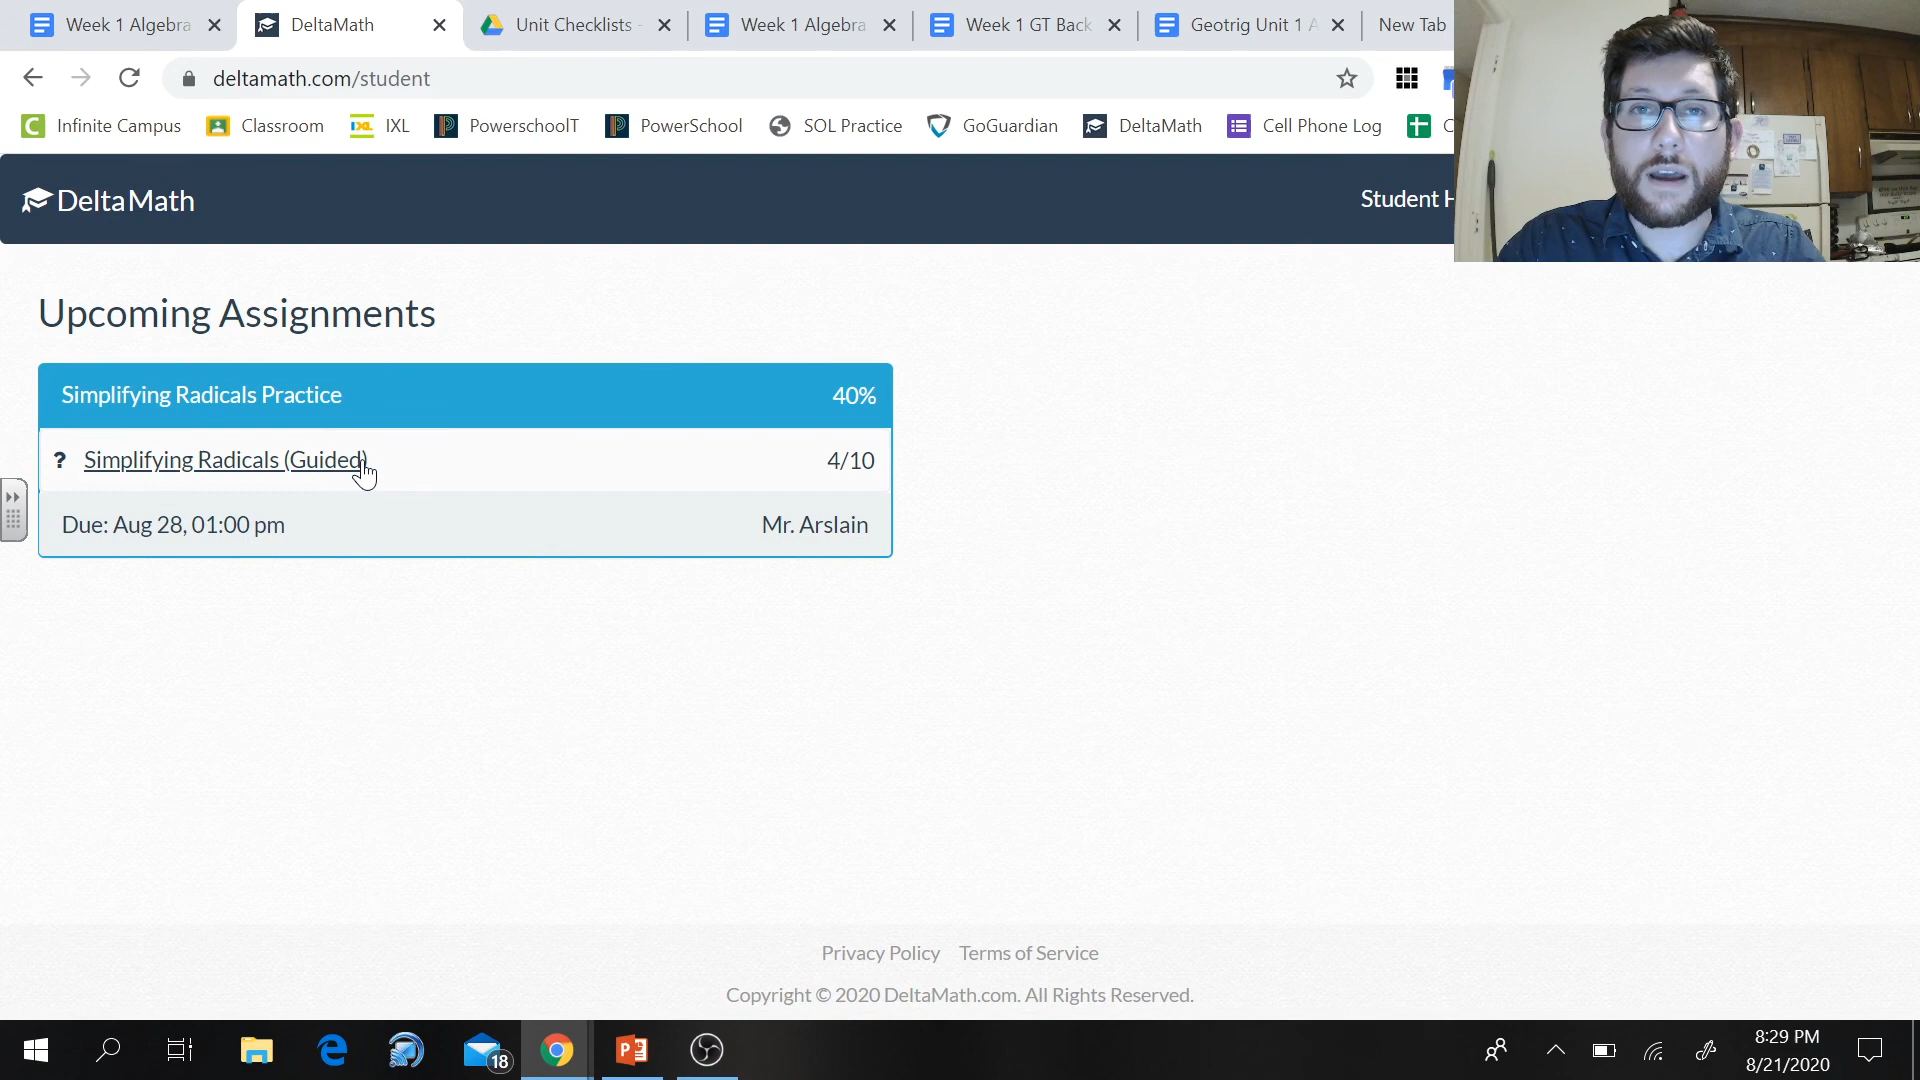 Week 1 Algebra
DeltaMath
Unit Checklists -
Week 1 Algebra
Week 1 GT Back
Geotrig Unit 1 A
New Tab
deltamath.com/student
Infinite Campus
Classroom
IXL
PowerschoolT
PowerSchool
SOL Practice
GoGuardian
DeltaMath
Cell Phone Log
C
DeltaMath
Student H
Upcoming Assignments
Simplifying Radicals Practice 40%
? Simplifying Radicals (Guided) 4/10
Due: Aug 28, 01:00 pm Mr. Arslain
Privacy Policy Terms of Service
Copyright © 2020 DeltaMath.com. All Rights Reserved.
18
8:29 PM
8/21/2020